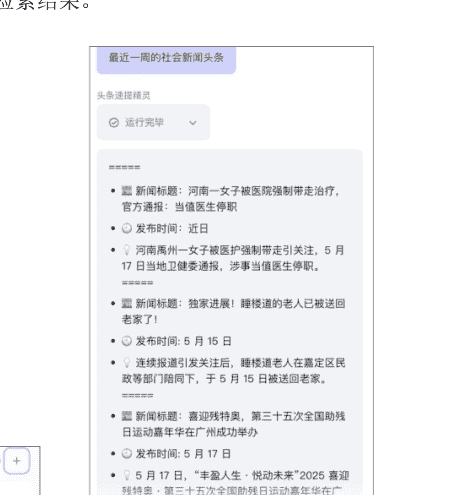 检索结果。
最近一周的社会新闻头条
头条速提精灵
运行完毕
=====
• 📰 新闻标题：河南一女子被医院强制带走治疗，
官方通报：当值医生停职
• 🕐 发布时间：近日
• 💡 河南禹州一女子被医护强制带走引关注，5 月
17 日当地卫健委通报，涉事当值医生停职。
=====
• 📰 新闻标题：独家进展！睡楼道的老人已被送回
老家了！
• 🕐 发布时间: 5 月 15 日
• 💡 连续报道引发关注后，睡楼道老人在嘉定区民
政等部门陪同下，于 5 月 15 日被送回老家。
=====
• 📰 新闻标题：喜迎残特奥，第三十五次全国助残
日运动嘉年华在广州成功举办
• 🕐 发布时间: 5 月 17 日
• 💡 5 月 17 日，“丰盈人生 · 悦动未来”2025 喜迎
残特奥 · 第三十五次全国助残日运动嘉年华在广
+